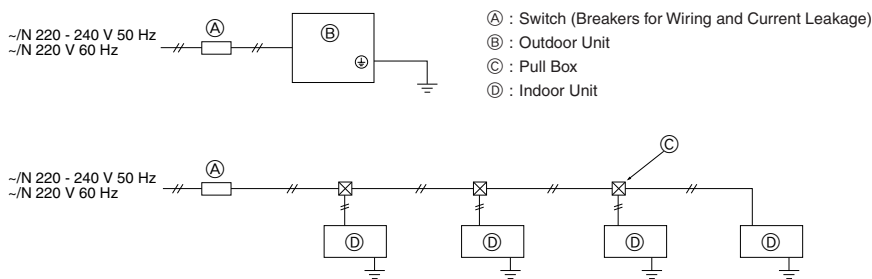 ~/N 220 - 240 V 50 Hz
~/N 220 V 60 Hz
Ⓐ
Ⓑ
Ⓐ : Switch (Breakers for Wiring and Current Leakage)
Ⓑ : Outdoor Unit
Ⓒ : Pull Box
Ⓓ : Indoor Unit
~/N 220 - 240 V 50 Hz
~/N 220 V 60 Hz
Ⓐ
Ⓒ
Ⓓ
Ⓓ
Ⓓ
Ⓓ